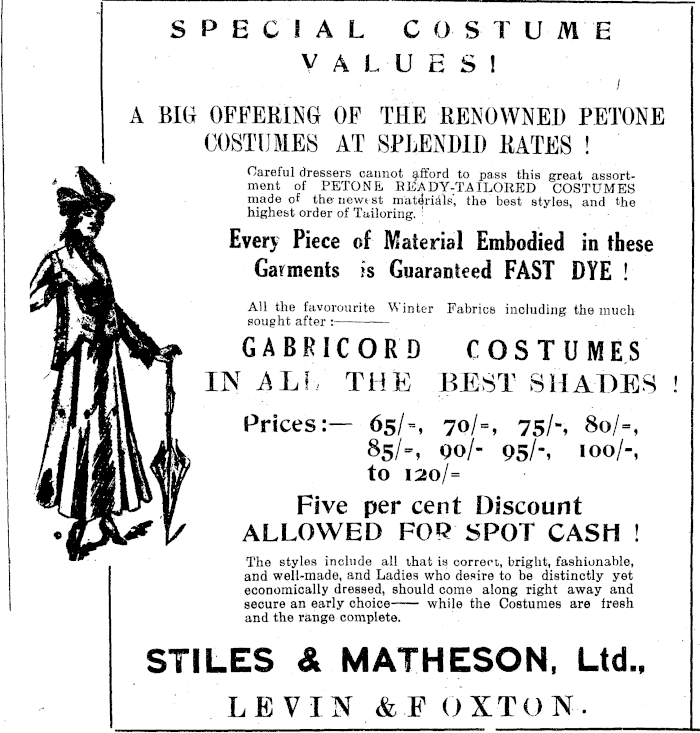 SPECIAL COSTUME
VALUES!
A BIG OFFERING OF THE RENOWNED PETONE
COSTUMES AT SPLENDID RATES !
Careful dressers cannot afford to pass this great assort-
ment of PETONE READY-TAILORED COSTUMES
made of the newest materials, the best styles, and the
highest order of Tailoring.
Every Piece of Material Embodied in these
Garments is Guaranteed FAST DYE !
All the favorourite Winter Fabrics including the much
sought after :———
GABRICORD COSTUMES
IN ALL THE BEST SHADES !
Prices:— 65/=, 70/=, 75/-, 80/=,
85/=, 90/- 95/-, 100/-,
to 120/=
Five per cent Discount
ALLOWED FOR SPOT CASH !
The styles include all that is correct, bright, fashionable,
and well-made, and Ladies who desire to be distinctly yet
economically dressed, should come along right away and
secure an early choice—— while the Costumes are fresh
and the range complete.
STILES & MATHESON, Ltd.,
LEVIN & FOXTON.